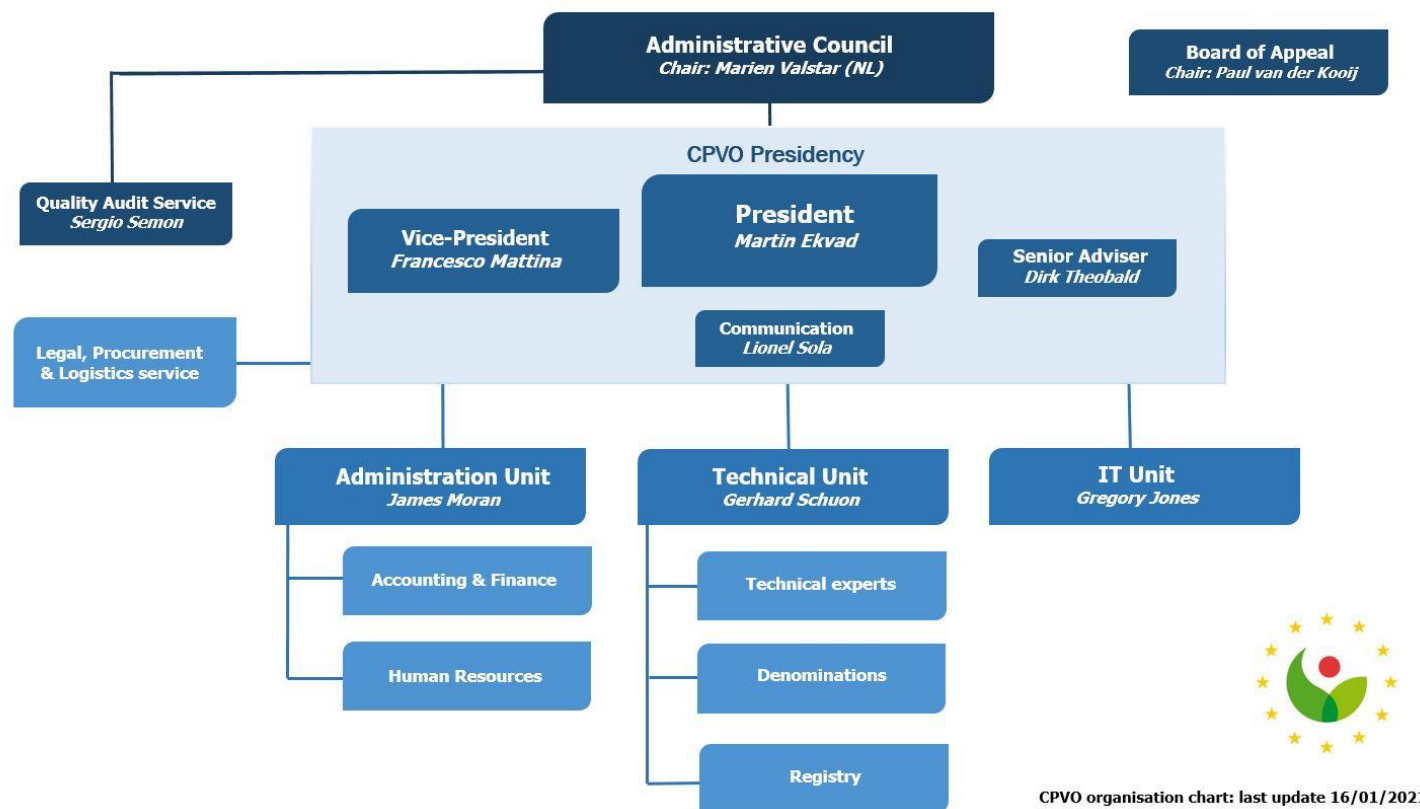 Administrative Council
Chair: Marien Valstar (NL)
Board of Appeal
Chair: Paul van der Kooij
CPVO Presidency
Quality Audit Service
Sergio Semon
President
Martin Ekvad
Vice-President
Francesco Mattina
Senior Adviser
Dirk Theobald
Communication
Lionel Sola
Legal, Procurement
& Logistics service
Administration Unit
James Moran
Technical Unit
Gerhard Schuon
IT Unit
Gregory Jones
Accounting & Finance
Human Resources
Technical experts
Denominations
Registry
CPVO organisation chart: last update 16/01/2021